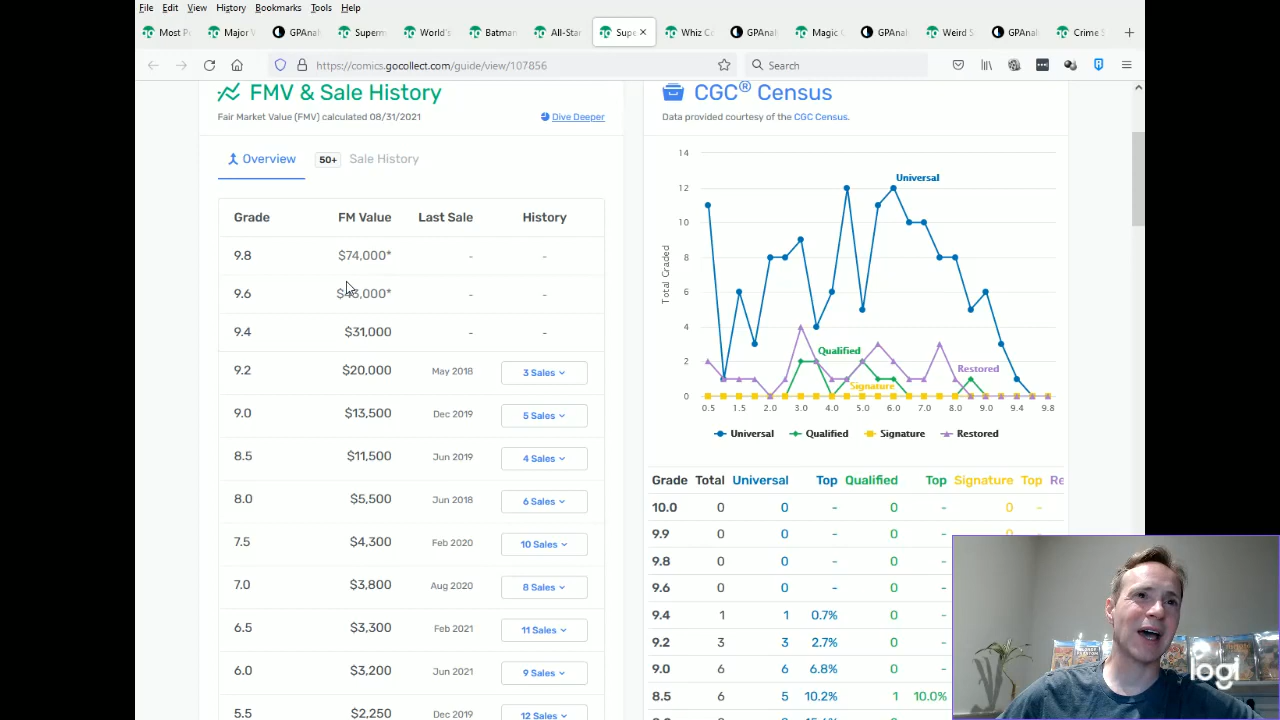 File Edit View History Bookmarks Tools Help
Most P Major GPAnal Superm World's Batman All-Star Supe Whiz Co GPAnal Magic GPAnal Weird S GPAnal Crime S
https://comics.gocollect.com/guide/view/107856 Search
FMV & Sale History
Fair Market Value (FMV) calculated 08/31/2021 Dive Deeper
Overview 50+ Sale History
Grade FM Value Last Sale History
9.8 $74,000* - -
9.6 - -
9.4 $31,000 - -
9.2 $20,000 May 2018 3 Sales
9.0 $13,500 Dec 2019 5 Sales
8.5 $11,500 Jun 2019 4 Sales
8.0 $5,500 Jun 2018 6 Sales
7.5 $4,300 Feb 2020 10 Sales
7.0 $3,800 Aug 2020 8 Sales
6.5 $3,300 Feb 2021 11 Sales
6.0 $3,200 Jun 2021 9 Sales
5.5 $2,250 Dec 2019 12 Sales
CGC® Census
Data provided courtesy of the CGC Census.
14
12
10
8
6
4
2
0
Total Graded
Universal
Qualified
Signature
Restored
0.5 1.5 2.0 3.0 4.0 5.0 6.0 7.0 8.0 9.0 9.4 9.8
Universal Qualified Signature Restored
Grade Total Universal Top Qualified Top Signature Top Re
10.0 0 0 - 0 - 0 -
9.9 0 0 - 0 - 0 -
9.8 0 0 - 0 -
9.6 0 0 - 0 -
9.4 1 1 0.7% 0 -
9.2 3 3 2.7% 0 -
9.0 6 6 6.8% 0 -
8.5 6 5 10.2% 1 10.0%
logi